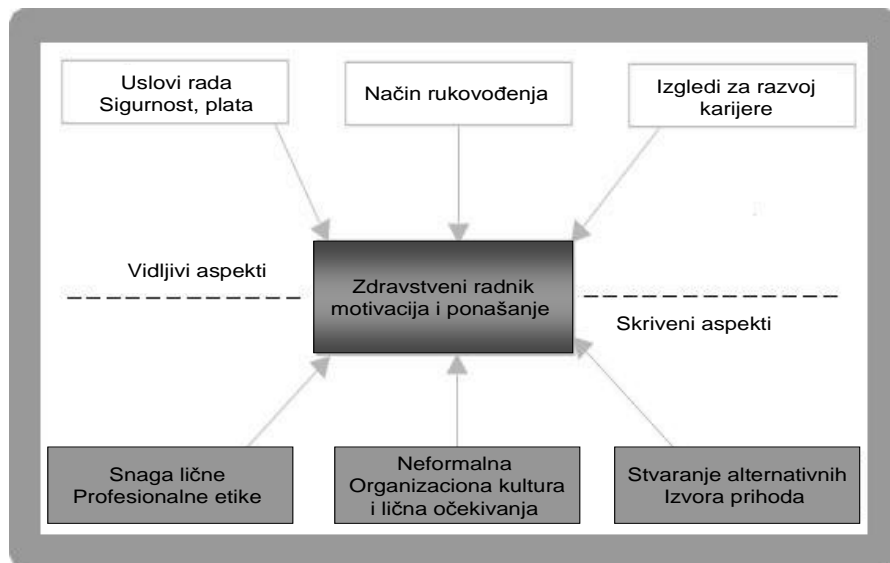 Uslovi rada
Sigurnost, plata
Način rukovođenja
Izgledi za razvoj
karijere
Vidljivi aspekti
Zdravstveni radnik
motivacija i ponašanje
Skriveni aspekti
Snaga lične
Profesionalne etike
Neformalna
Organizaciona kultura
i lična očekivanja
Stvaranje alternativnih
Izvora prihoda